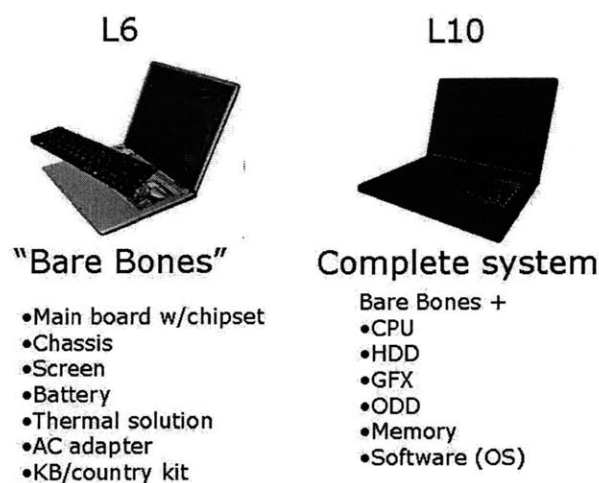 L6
"Bare Bones"
•Main board w/chipset
•Chassis
•Screen
•Battery
•Thermal solution
•AC adapter
•KB/country kit
L10
Complete system
Bare Bones +
•CPU
•HDD
•GFX
•ODD
•Memory
•Software (OS)